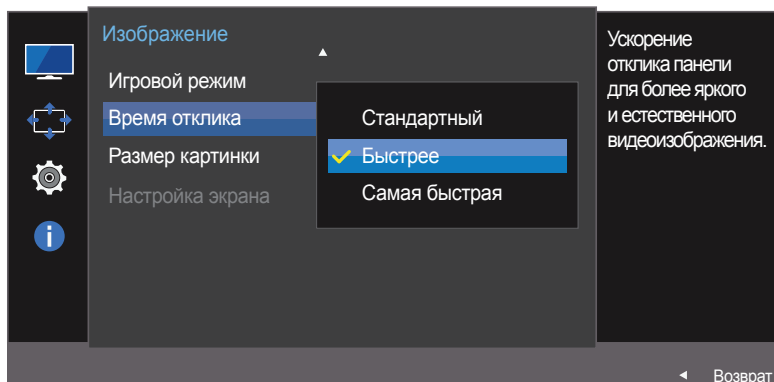 Изображение
Игровой режим
Время отклика
Размер картинки
Настройка экрана
Стандартный
Быстрее
Самая быстрая
Ускорение
отклика панели
для более яркого
и естественного
видеоизображения.
Возврат